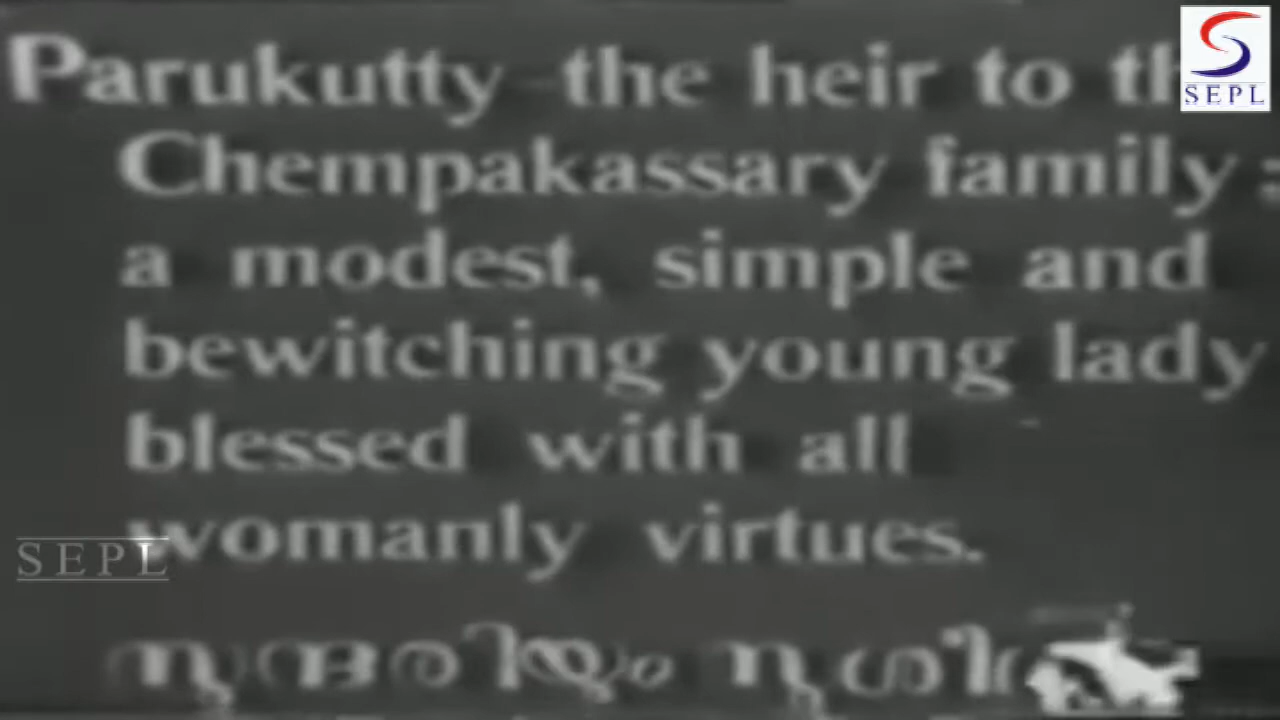 Parukutty the heir to
SEPL
Chempakassary family :
a modest, simple and
bewitching young lady
blessed with all
womanly virtues.
SEPL
സുന്ദരിയും